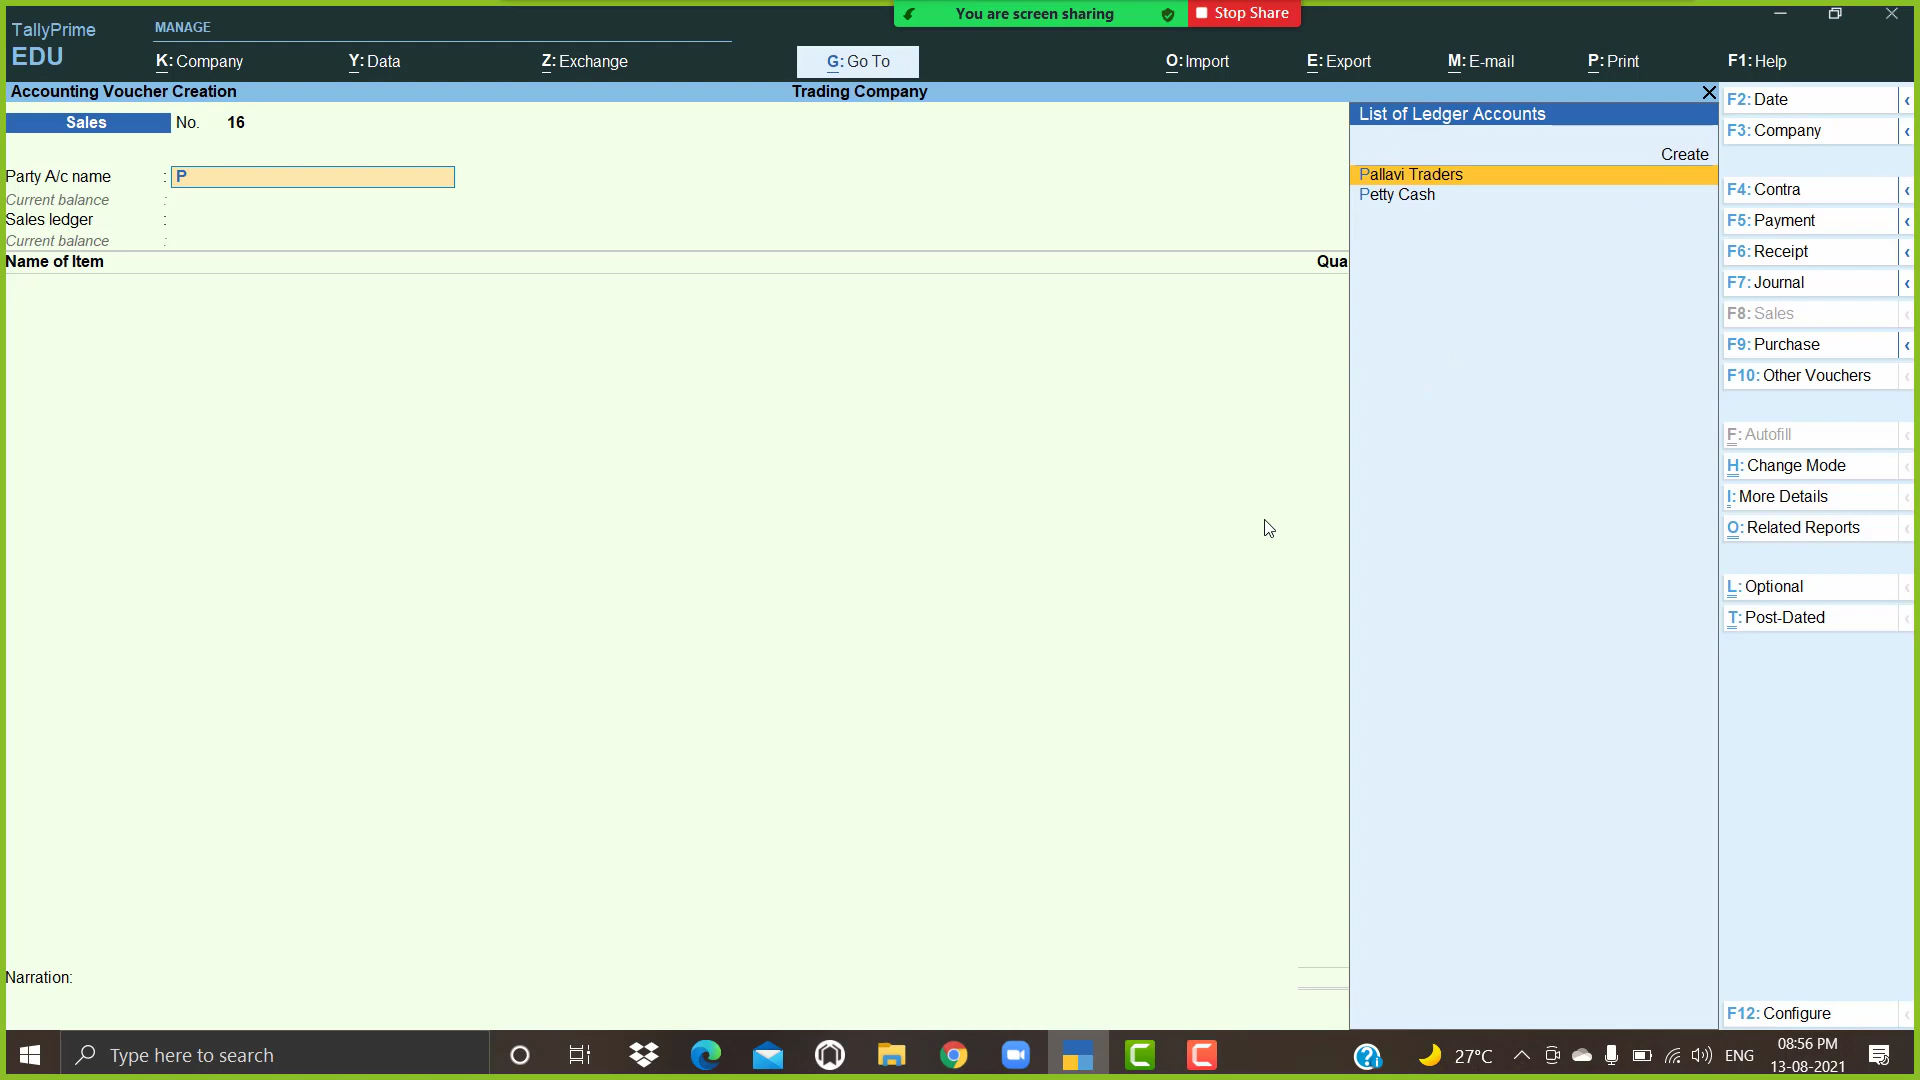 You are screen sharing
Stop Share
TallyPrime
EDU
MANAGE
K: Company
Y: Data
Z: Exchange
G: Go To
O: Import
E: Export
M: E-mail
P: Print
F1: Help
Accounting Voucher Creation
Trading Company
Sales No. 16
Party A/c name : P
Current balance :
Sales ledger :
Current balance :
Name of Item
Qua
List of Ledger Accounts
Create
Pallavi Traders
Petty Cash
F2: Date
F3: Company
F4: Contra
F5: Payment
F6: Receipt
F7: Journal
F8: Sales
F9: Purchase
F10: Other Vouchers
F: Autofill
H: Change Mode
I: More Details
O: Related Reports
L: Optional
T: Post-Dated
F12: Configure
Narration:
Type here to search
27°C
ENG
08:56 PM
13-08-2021